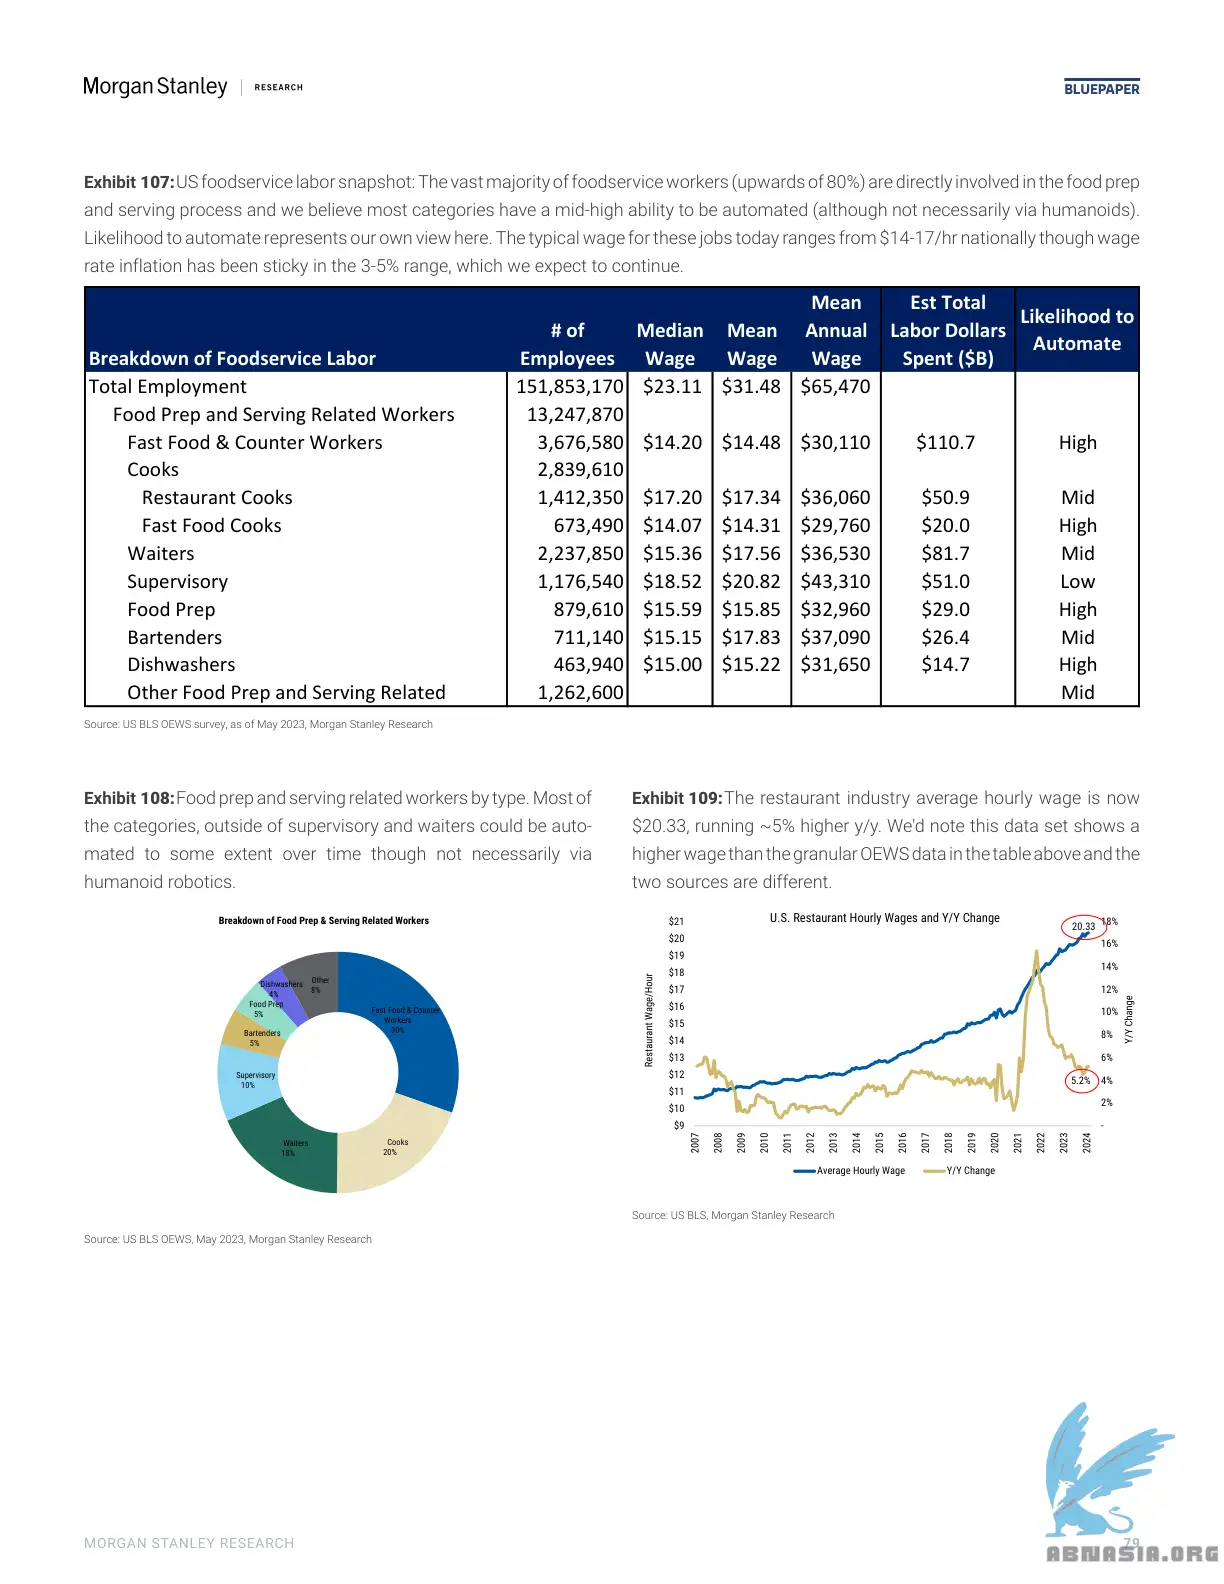 Morgan Stanley | RESEARCH
BLUEPAPER
Exhibit 107: US foodservice labor snapshot: The vast majority of foodservice workers (upwards of 80%) are directly involved in the food prep
and serving process and we believe most categories have a mid-high ability to be automated (although not necessarily via humanoids).
Likelihood to automate represents our own view here. The typical wage for these jobs today ranges from $14-17/hr nationally though wage
rate inflation has been sticky in the 3-5% range, which we expect to continue.
Breakdown of Foodservice Labor # of Employees Median Wage Mean Wage Mean Annual Wage Est Total Labor Dollars Spent ($B) Likelihood to Automate
Total Employment 151,853,170 $23.11 $31.48 $65,470
Food Prep and Serving Related Workers 13,247,870
Fast Food & Counter Workers 3,676,580 $14.20 $14.48 $30,110 $110.7 High
Cooks 2,839,610
Restaurant Cooks 1,412,350 $17.20 $17.34 $36,060 $50.9 Mid
Fast Food Cooks 673,490 $14.07 $14.31 $29,760 $20.0 High
Waiters 2,237,850 $15.36 $17.56 $36,530 $81.7 Mid
Supervisory 1,176,540 $18.52 $20.82 $43,310 $51.0 Low
Food Prep 879,610 $15.59 $15.85 $32,960 $29.0 High
Bartenders 711,140 $15.15 $17.83 $37,090 $26.4 Mid
Dishwashers 463,940 $15.00 $15.22 $31,650 $14.7 High
Other Food Prep and Serving Related 1,262,600 Mid
Source: US BLS OEWS survey, as of May 2023, Morgan Stanley Research
Exhibit 108: Food prep and serving related workers by type. Most of
the categories, outside of supervisory and waiters could be auto-
mated to some extent over time though not necessarily via
humanoid robotics.
Breakdown of Food Prep & Serving Related Workers
Fast Food & Counter
Workers
30%
Cooks
20%
Waiters
18%
Supervisory
10%
Bartenders
5%
Food Prep
5%
Dishwashers
4%
Other
8%
Source: US BLS OEWS, May 2023, Morgan Stanley Research
Exhibit 109: The restaurant industry average hourly wage is now
$20.33, running ~5% higher y/y. We'd note this data set shows a
higher wage than the granular OEWS data in the table above and the
two sources are different.
U.S. Restaurant Hourly Wages and Y/Y Change
Restaurant Wage/Hour
$21
$20
$19
$18
$17
$16
$15
$14
$13
$12
$11
$10
$9
20.33
5.2%
18%
16%
14%
12%
10%
8%
6%
4%
2%
-
Y/Y Change
2007 2008 2009 2010 2011 2012 2013 2014 2015 2016 2017 2018 2019 2020 2021 2022 2023 2024
Average Hourly Wage Y/Y Change
Source: US BLS, Morgan Stanley Research
MORGAN STANLEY RESEARCH
79
ABNASIA.ORG